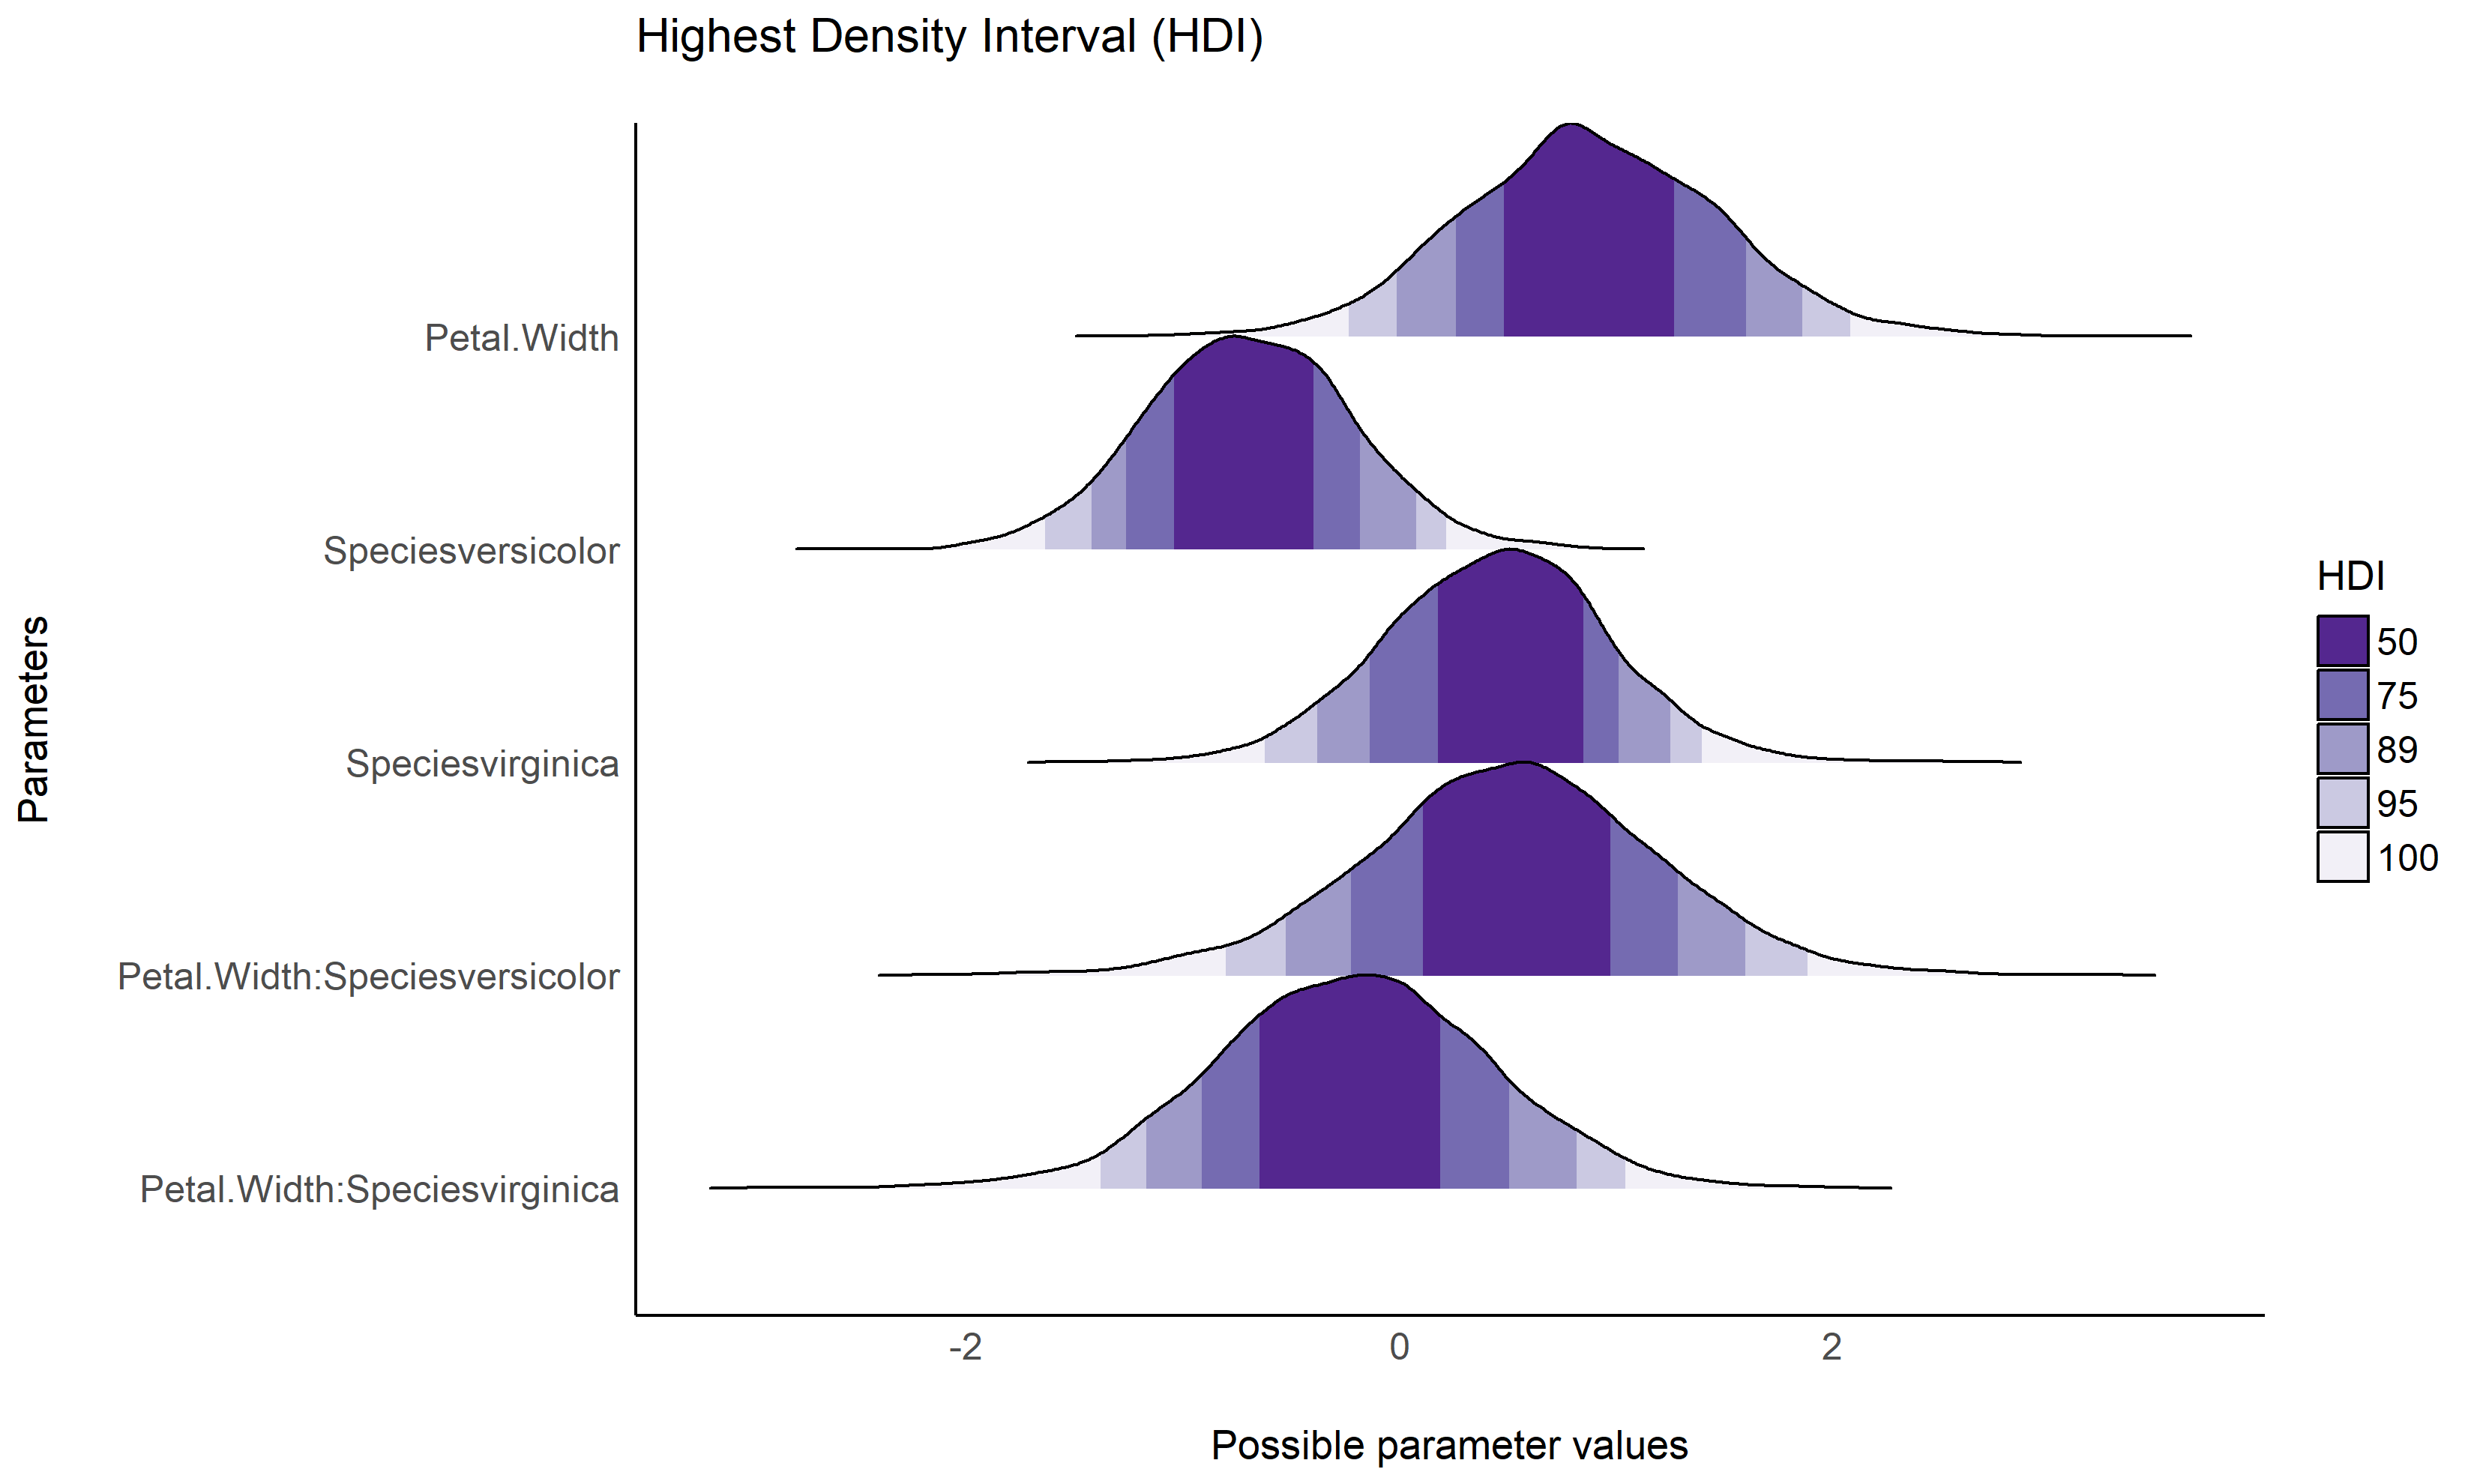 Highest Density Interval (HDI)
Petal.Width
Speciesversicolor
Speciesvirginica
Petal.Width:Speciesversicolor
Petal.Width:Speciesvirginica
Parameters
-2
0
2
Possible parameter values
HDI
50
75
89
95
100